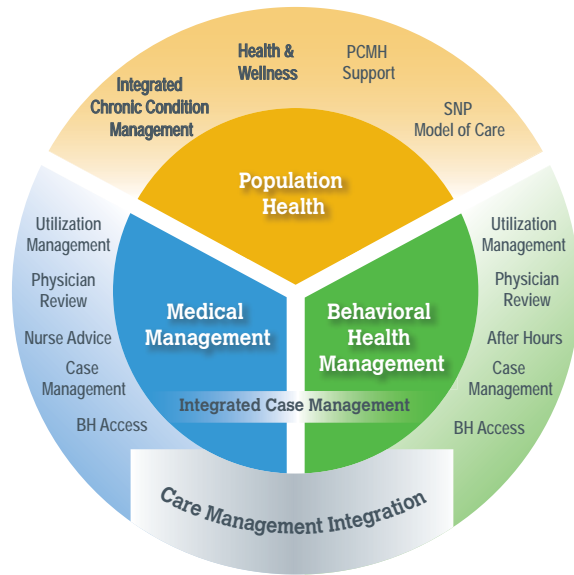 Health &
Wellness
PCMH
Support
Integrated
Chronic Condition
Management
SNP
Model of Care
Population
Health
Utilization
Management
Physician
Review
Nurse Advice
Case
Management
BH Access
Medical
Management
Behavioral
Health
Management
Utilization
Management
Physician
Review
After Hours
Case
Management
BH Access
Integrated Case Management
Care Management Integration